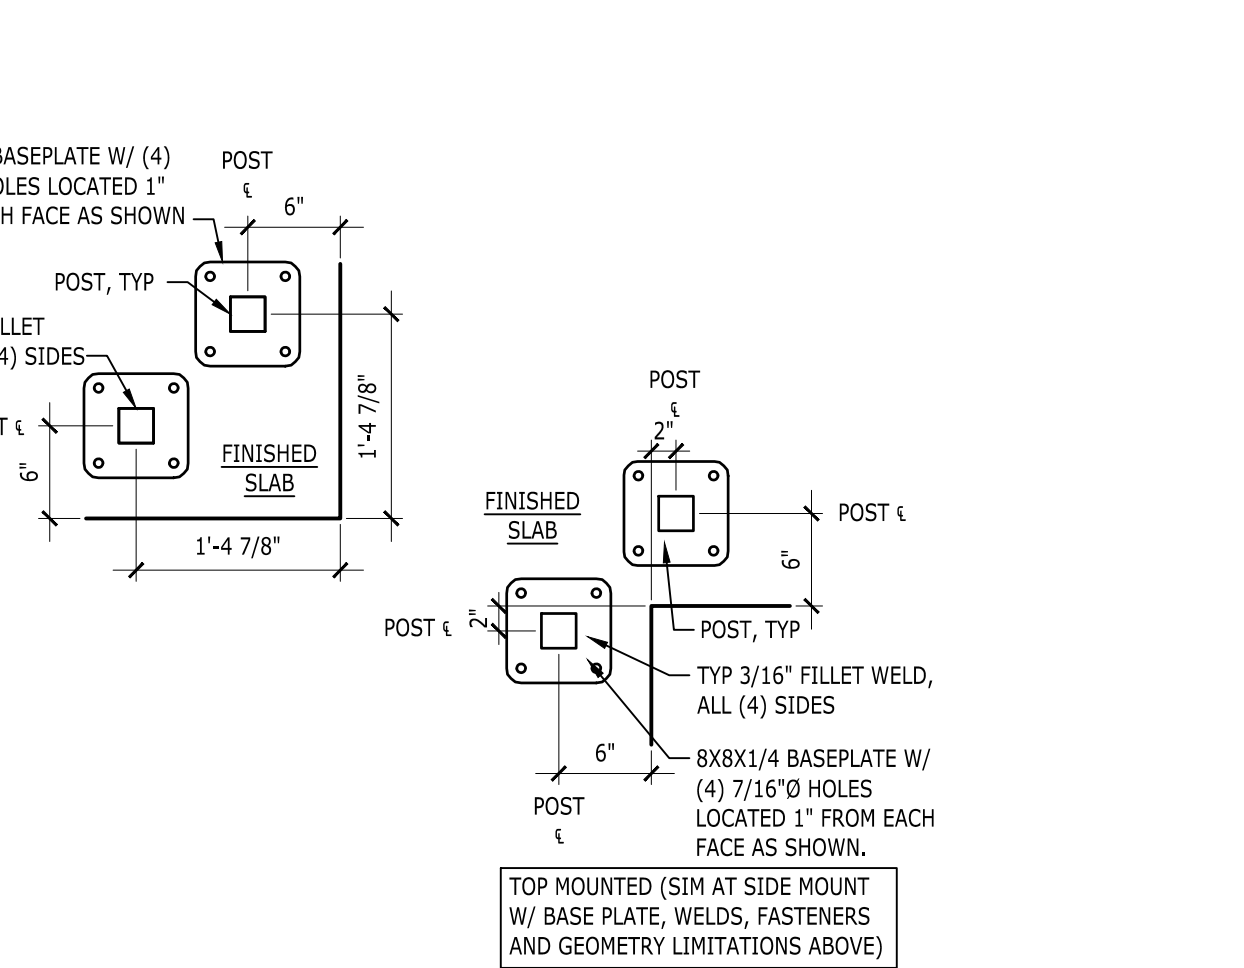 BASEPLATE W/ (4)
OLES LOCATED 1"
H FACE AS SHOWN
POST
℄
6"
POST, TYP
LLET
4) SIDES
T ℄
6"
FINISHED
SLAB
1'-4 7/8"
1'-4 7/8"
POST
℄
2"
FINISHED
SLAB
POST ℄
6"
POST ℄
2"
POST, TYP
TYP 3/16" FILLET WELD,
ALL (4) SIDES
6"
POST
℄
8X8X1/4 BASEPLATE W/
(4) 7/16"Ø HOLES
LOCATED 1" FROM EACH
FACE AS SHOWN.
TOP MOUNTED (SIM AT SIDE MOUNT
W/ BASE PLATE, WELDS, FASTENERS
AND GEOMETRY LIMITATIONS ABOVE)